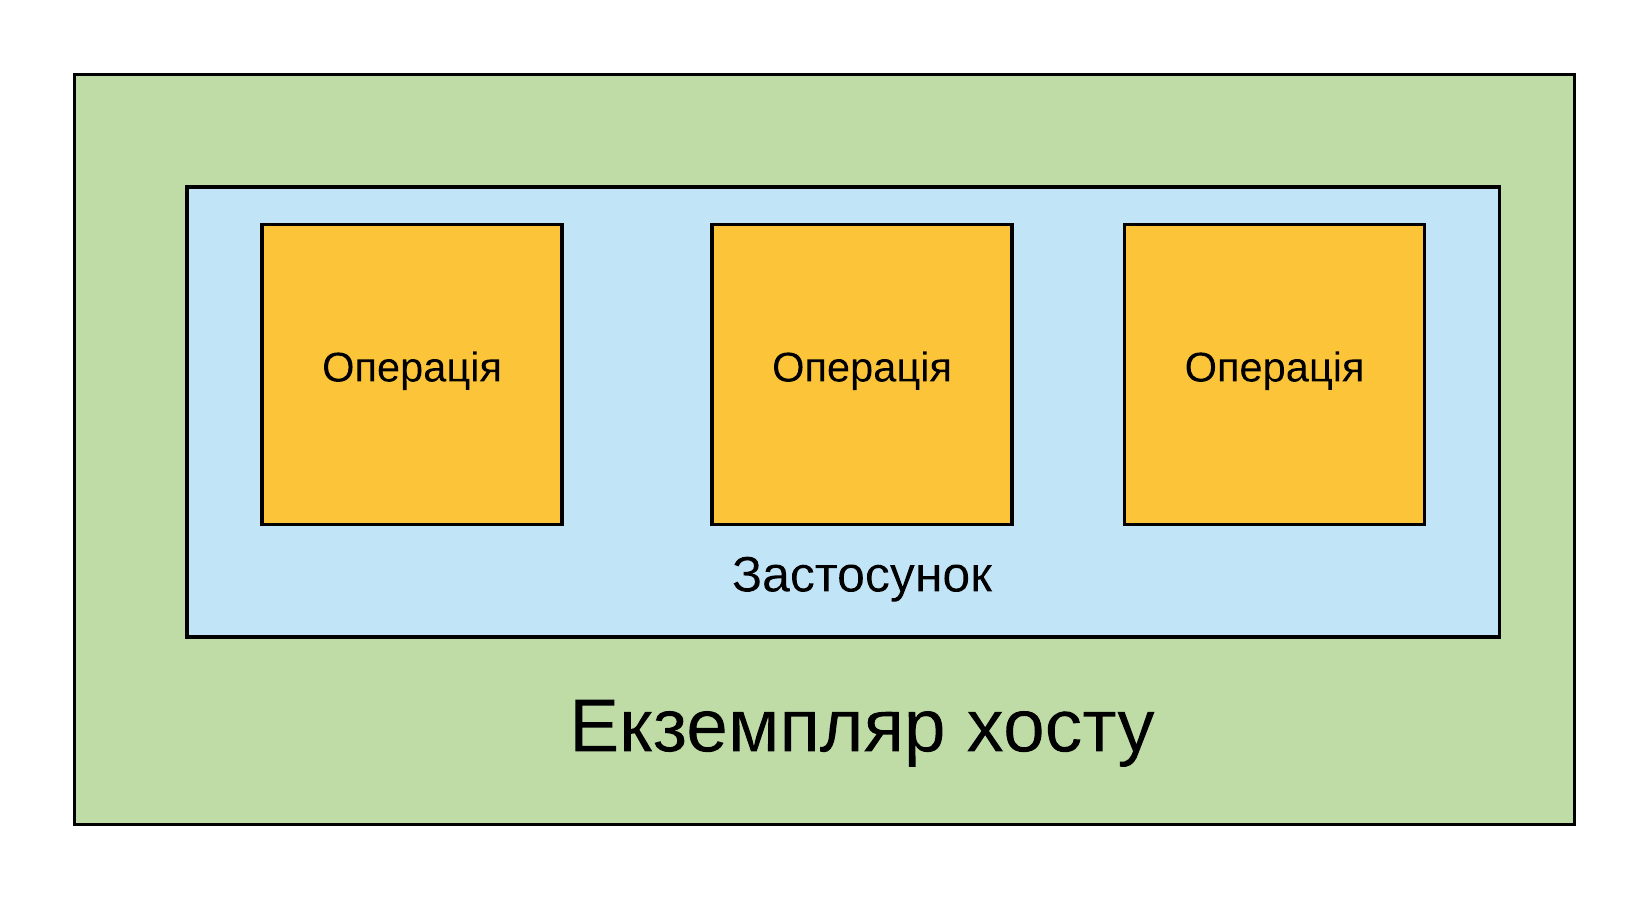 Операція
Операція
Операція
Застосунок
Екземпляр хосту